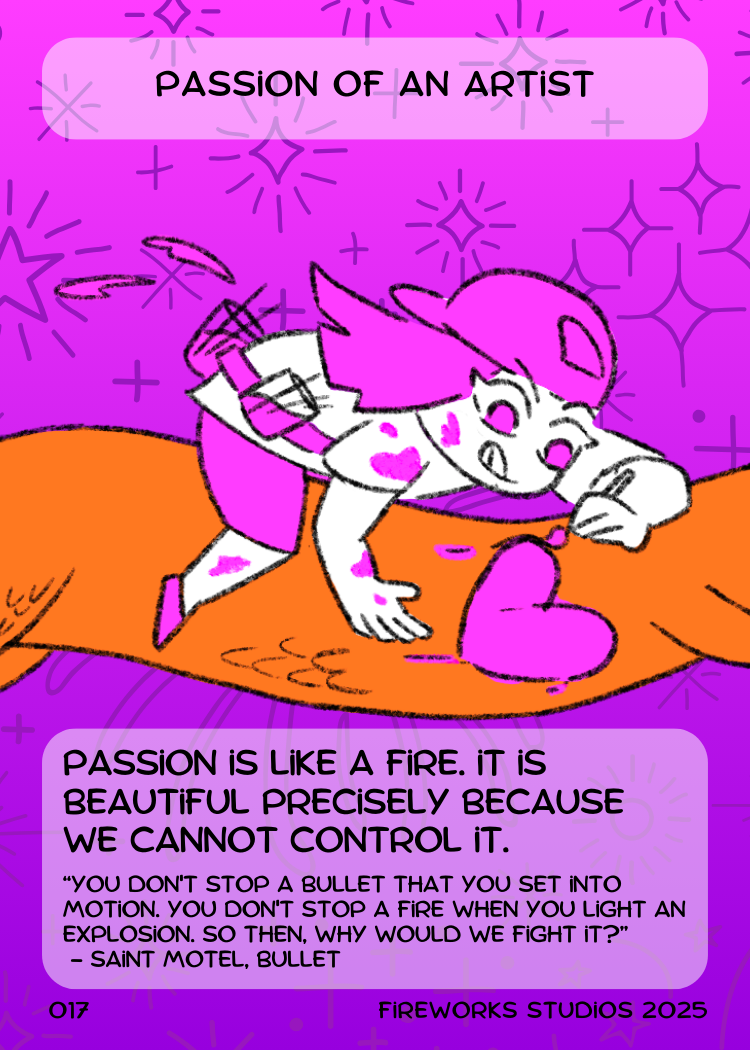 PASSION OF AN ARTIST
PASSION IS LIKE A FIRE. IT IS
BEAUTIFUL PRECISELY BECAUSE
WE CANNOT CONTROL IT.
“YOU DON'T STOP A BULLET THAT YOU SET INTO
MOTION. YOU DON'T STOP A FIRE WHEN YOU LIGHT AN
EXPLOSION. SO THEN, WHY WOULD WE FIGHT IT?”
– SAINT MOTEL, BULLET
017
FIREWORKS STUDIOS 2025